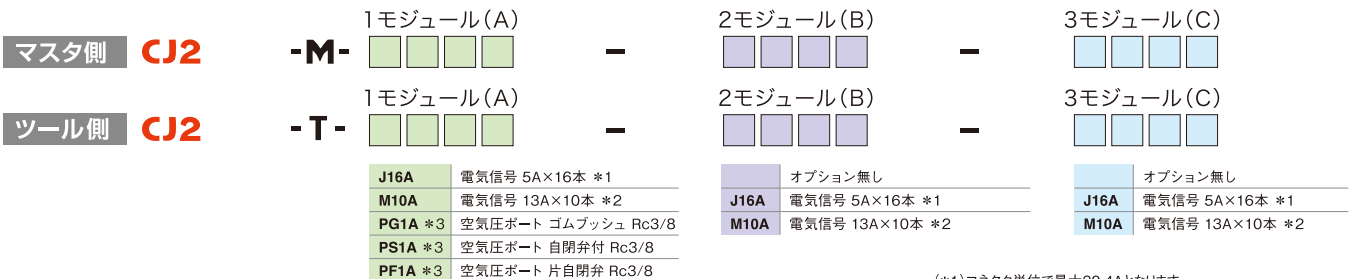 1モジュール(A) 2モジュール(B) 3モジュール(C)
マスタ側 CJ2 -M- - -
1モジュール(A) 2モジュール(B) 3モジュール(C)
ツール側 CJ2 -T- - -
J16A 電気信号 5A×16本 *1
M10A 電気信号 13A×10本 *2
PG1A *3 空気圧ポート ゴムブッシュ Rc3/8
PS1A *3 空気圧ポート 自閉弁付 Rc3/8
PF1A *3 空気圧ポート 片自閉弁 Rc3/8
オプション無し
J16A 電気信号 5A×16本 *1
M10A 電気信号 13A×10本 *2
オプション無し
J16A 電気信号 5A×16本 *1
M10A 電気信号 13A×10本 *2